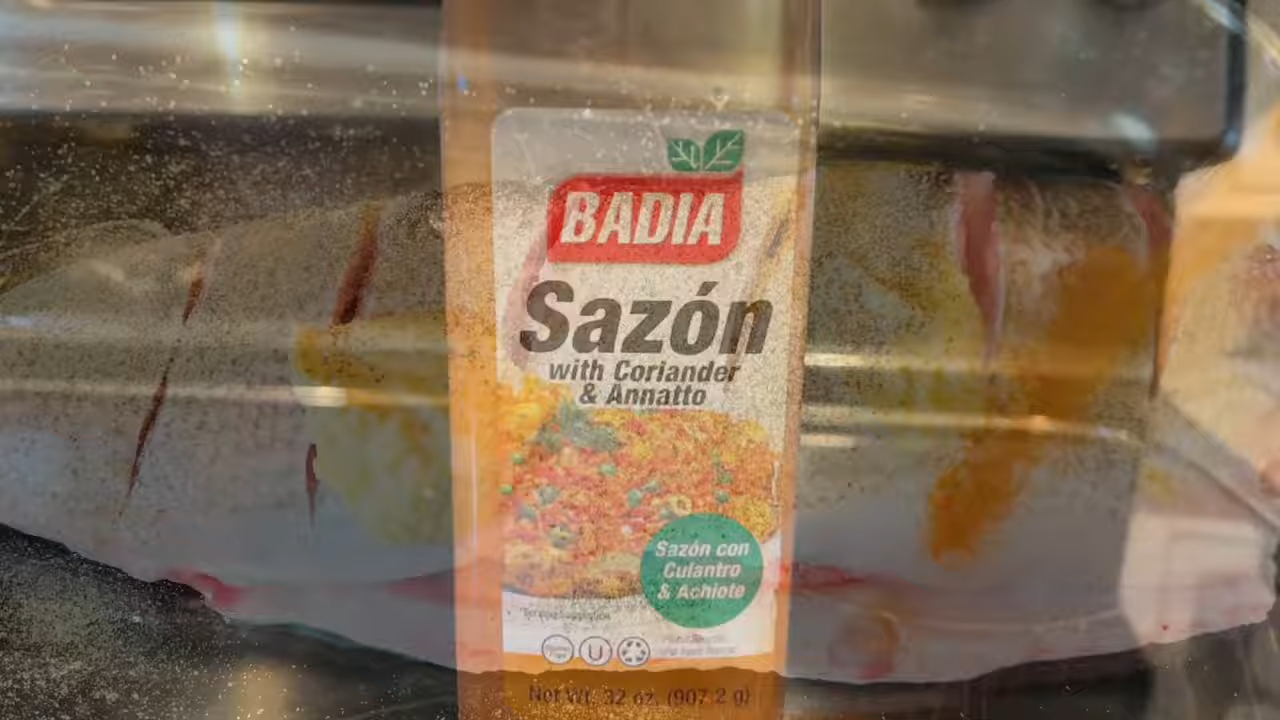 BADIA
Sazón
with Coriander
& Annatto
Sazón con
Culantro
& Achiote
U
Net Wt. 32 oz. (907.2 g)